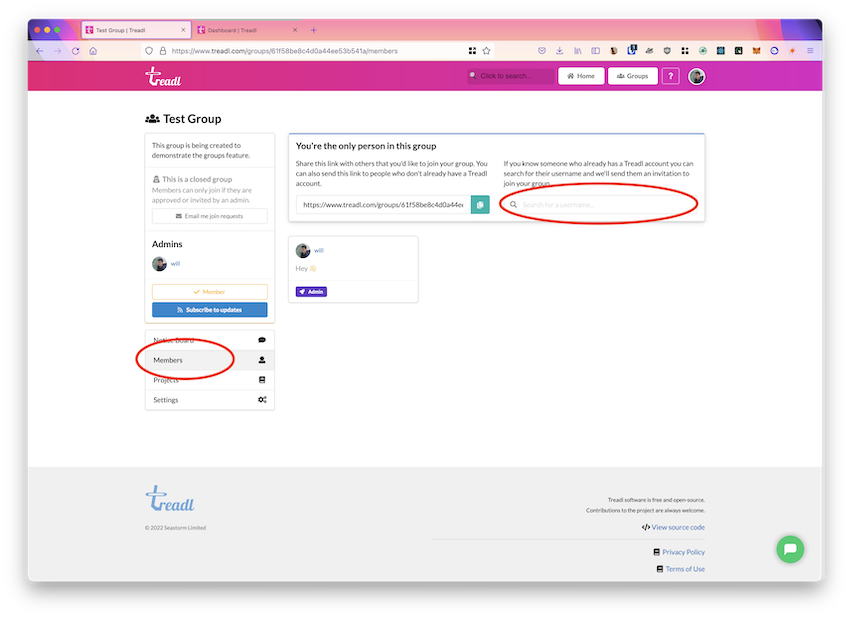 Test Group | Treadl
Dashboard | Treadl
https://www.treadl.com/groups/61f58be8c4d0a44ee53b541a/members
treadl
Click to search...
Home
Groups
?
Test Group
This group is being created to
demonstrate the groups feature.
This is a closed group
Members can only join if they are
approved or invited by an admin.
Email me join requests
Admins
will
Member
Subscribe to updates
Notice Board
Members
Projects
Settings
You're the only person in this group
Share this link with others that you'd like to join your group. You
can also send this link to people who don't already have a Treadl
account.
https://www.treadl.com/groups/61f58be8c4d0a44ee
If you know someone who already has a Treadl account you can
search for their username and we'll send them an invitation to
join your group.
Search for a username...
will
Hey 👋
Admin
treadl
© 2022 Seastorm Limited
Treadl software is free and open-source.
Contributions to the project are always welcome.
</> View source code
Privacy Policy
Terms of Use